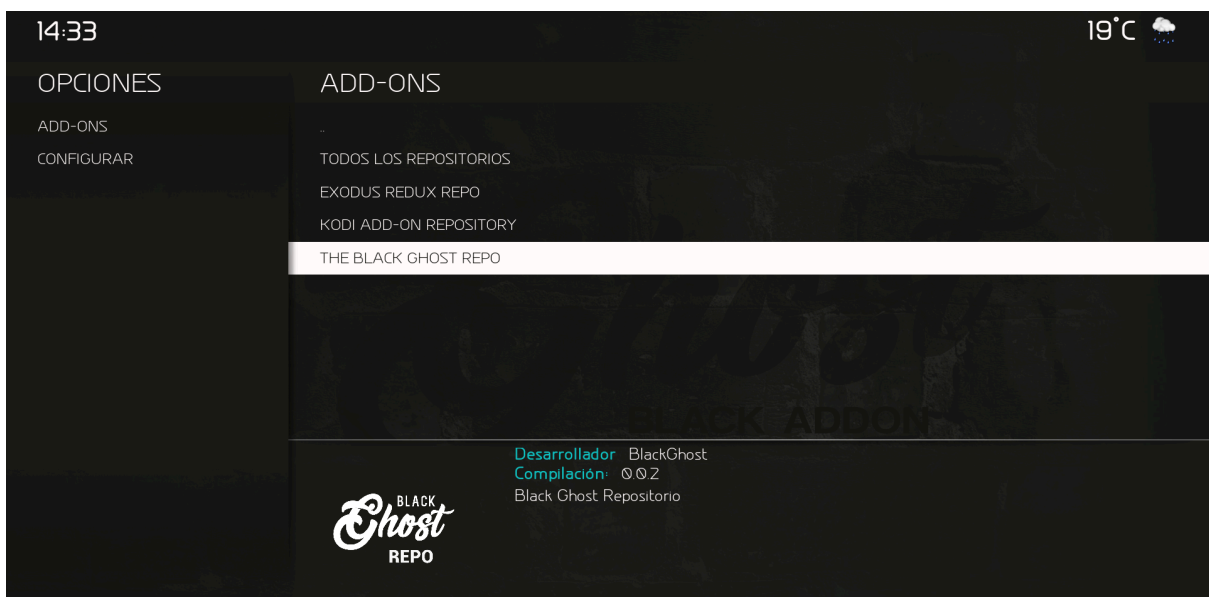 14:33
19°C
OPCIONES
ADD-ONS
CONFIGURAR
ADD-ONS
..
TODOS LOS REPOSITORIOS
EXODUS REDUX REPO
KODI ADD-ON REPOSITORY
THE BLACK GHOST REPO
Ghost
BLACK ADDON
Desarrollador BlackGhost
Compilación: 0.0.2
Black Ghost Repositorio
BLACK
Ghost
REPO